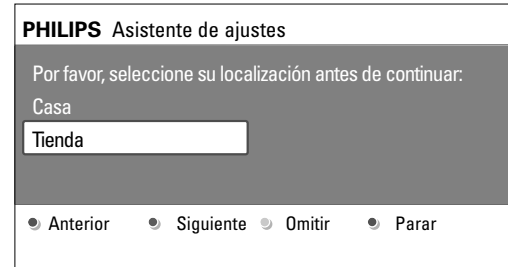 PHILIPS Asistente de ajustes
Por favor, seleccione su localización antes de continuar:
Casa
Tienda
Anterior Siguiente Omitir Parar